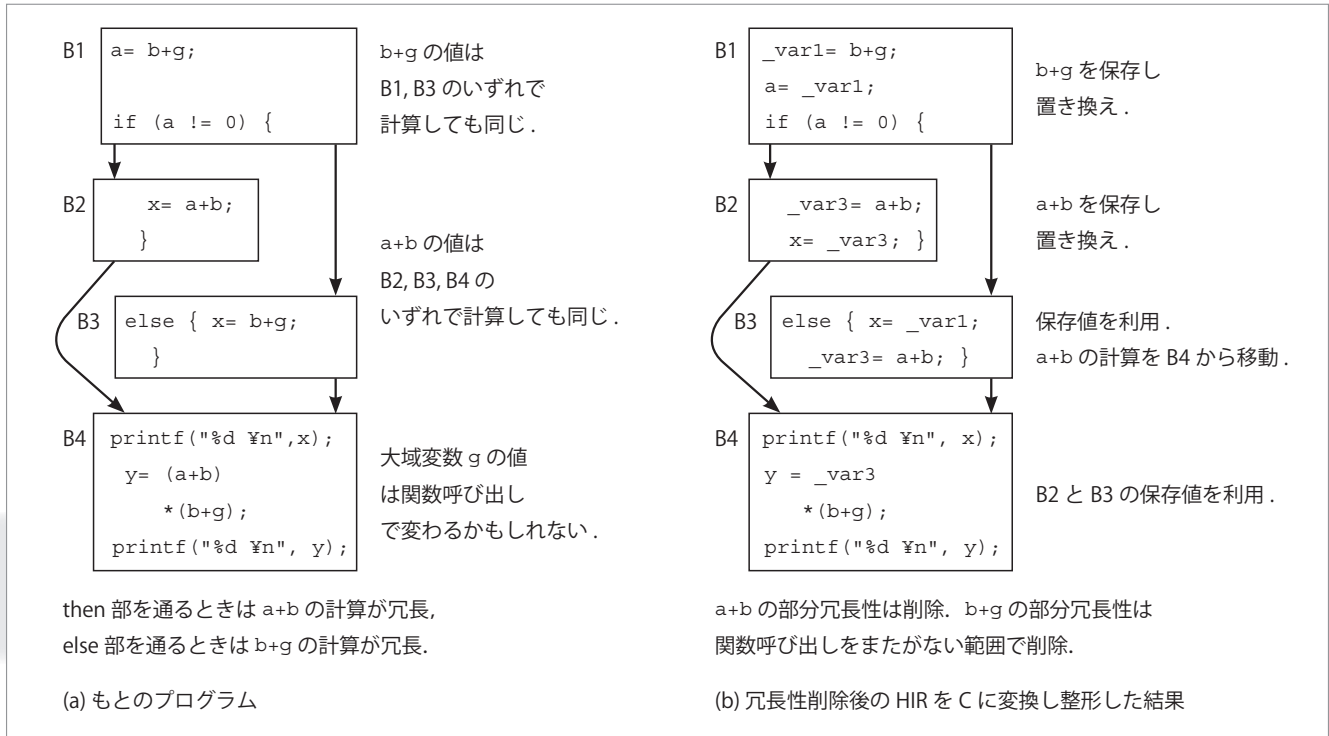 B1
a= b+g;
if (a != 0) {
b+g の値は
B1, B3 のいずれで
計算しても同じ .
B2
x= a+b;
}
a+b の値は
B2, B3, B4 の
いずれで計算しても同じ .
B3
else { x= b+g;
}
B4
printf("%d ¥n",x);
y= (a+b)
*(b+g);
printf("%d ¥n", y);
大域変数 g の値
は関数呼び出し
で変わるかもしれない .
then 部を通るときは a+b の計算が冗長,
else 部を通るときは b+g の計算が冗長.
(a) もとのプログラム
B1
_var1= b+g;
a= _var1;
if (a != 0) {
b+g を保存し
置き換え .
B2
_var3= a+b;
x= _var3; }
a+b を保存し
置き換え .
B3
else { x= _var1;
_var3= a+b; }
保存値を利用 .
a+b の計算を B4 から移動 .
B4
printf("%d ¥n", x);
y = _var3
*(b+g);
printf("%d ¥n", y);
B2 と B3 の保存値を利用 .
a+b の部分冗長性は削除. b+g の部分冗長性は
関数呼び出しをまたがない範囲で削除.
(b) 冗長性削除後の HIR を C に変換し整形した結果